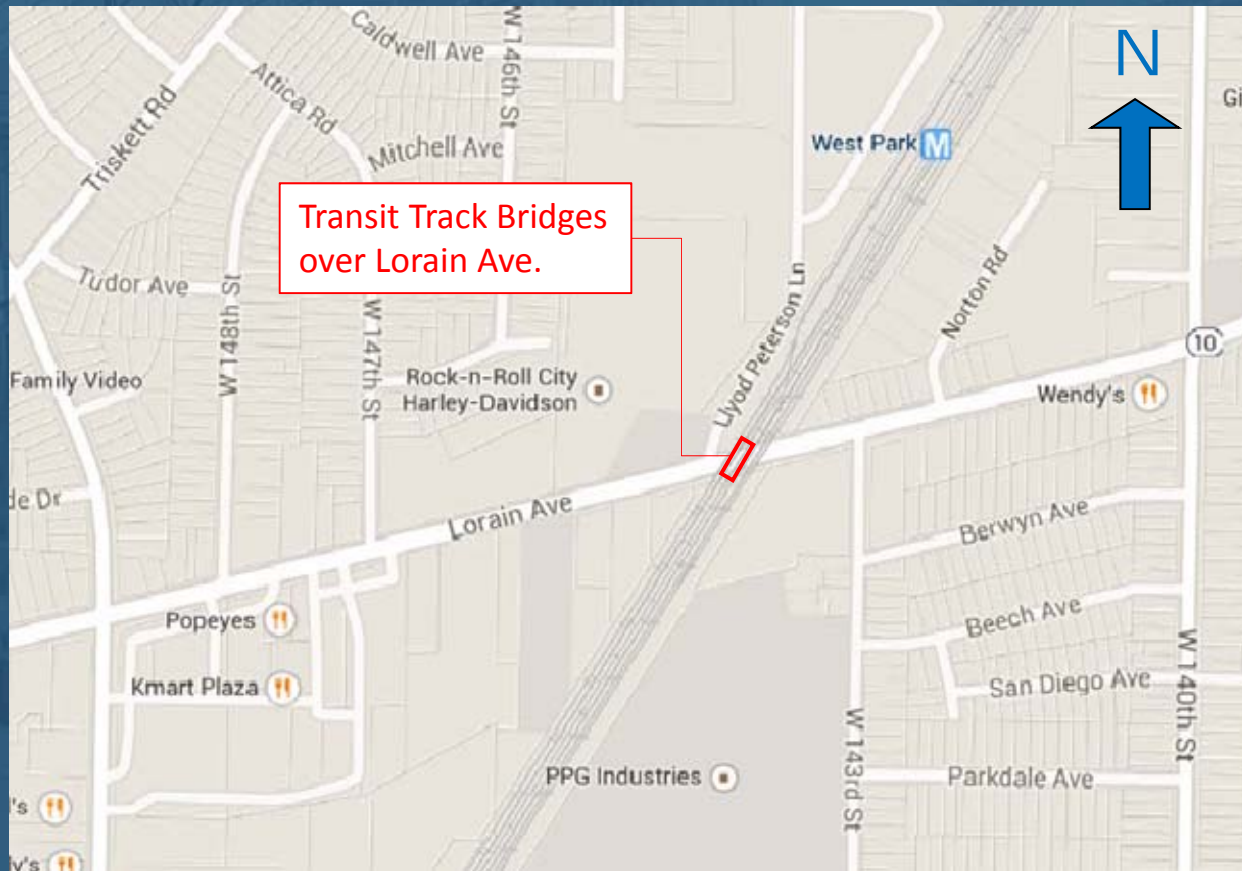 Caldwell Ave
W 146th St
N
Attica Rd
Triskett Rd
West Park M
Mitchell Ave
Transit Track Bridges
over Lorain Ave.
Tudor Ave
W 148th St
W 147th St
Llyod Peterson Ln
Norton Rd
10
Family Video
Rock-n-Roll City
Harley-Davidson
Wendy's
Lorain Ave
Berwyn Ave
Popeyes
Beech Ave
Kmart Plaza
San Diego Ave
W 140th St
PPG Industries
W 143rd St
Parkdale Ave